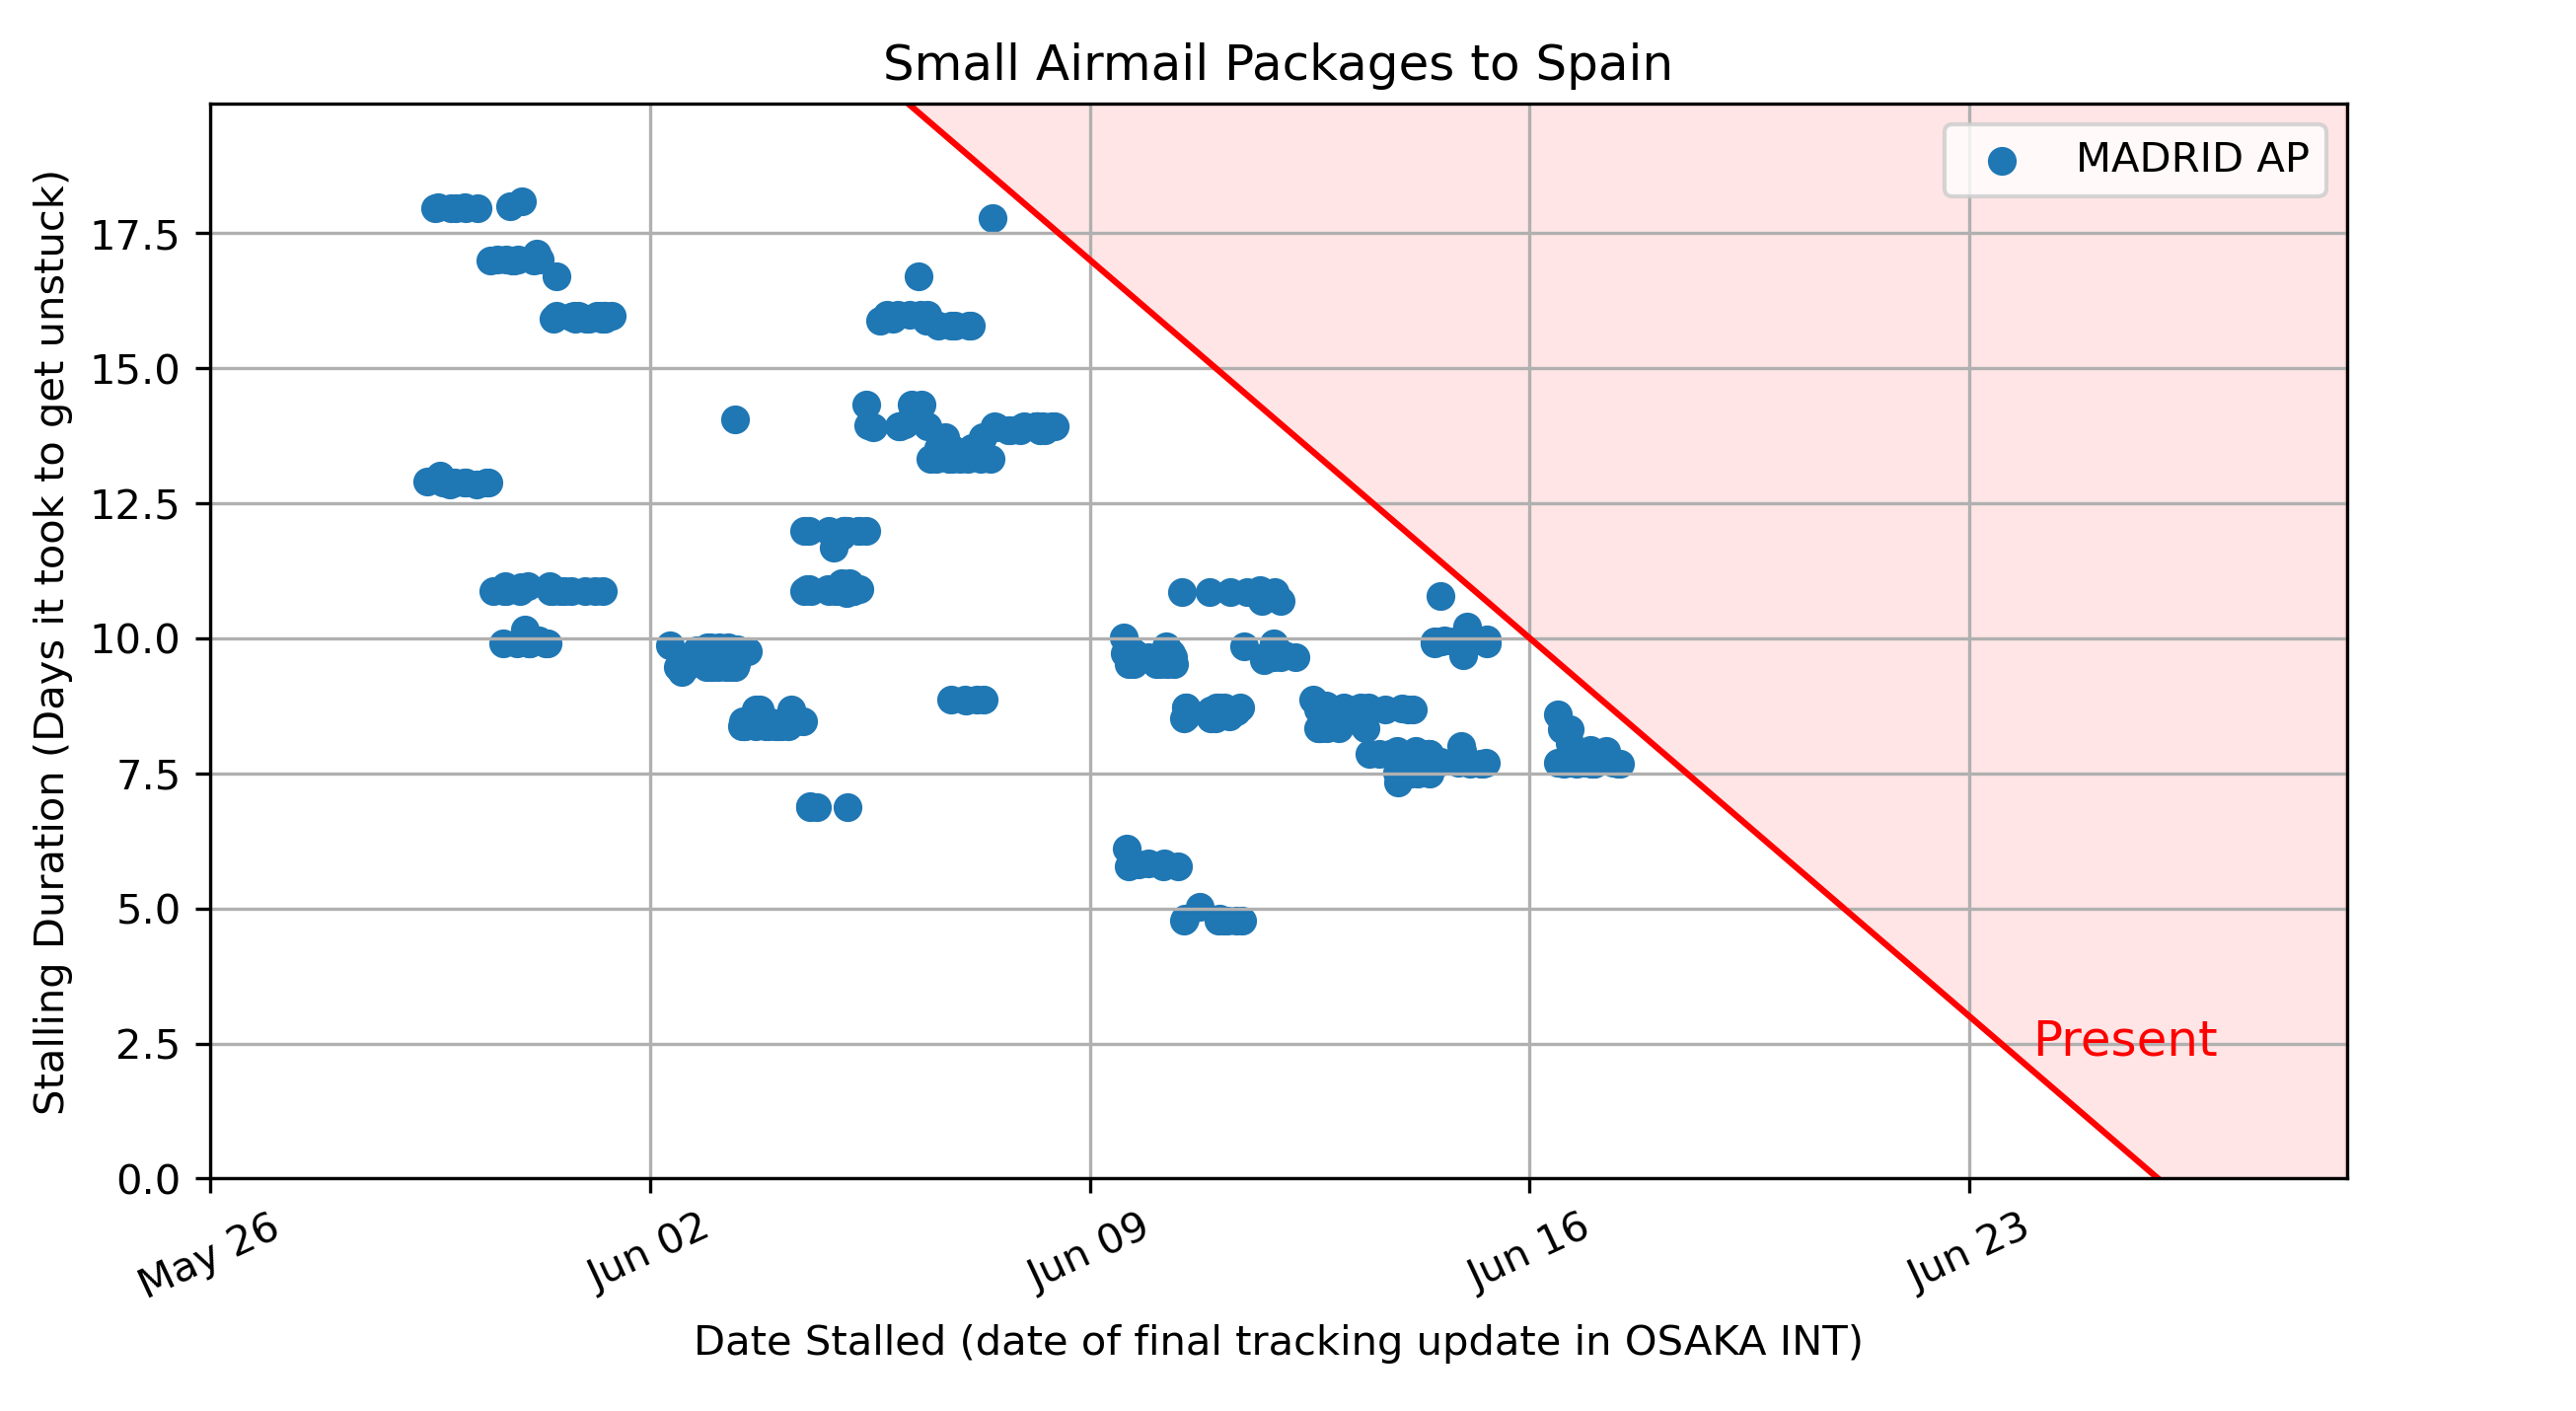 Small Airmail Packages to Spain
MADRID AP
Stalling Duration (Days it took to get unstuck)
17.5
15.0
12.5
10.0
7.5
5.0
2.5
0.0
Present
May 26
Jun 02
Jun 09
Jun 16
Jun 23
Date Stalled (date of final tracking update in OSAKA INT)